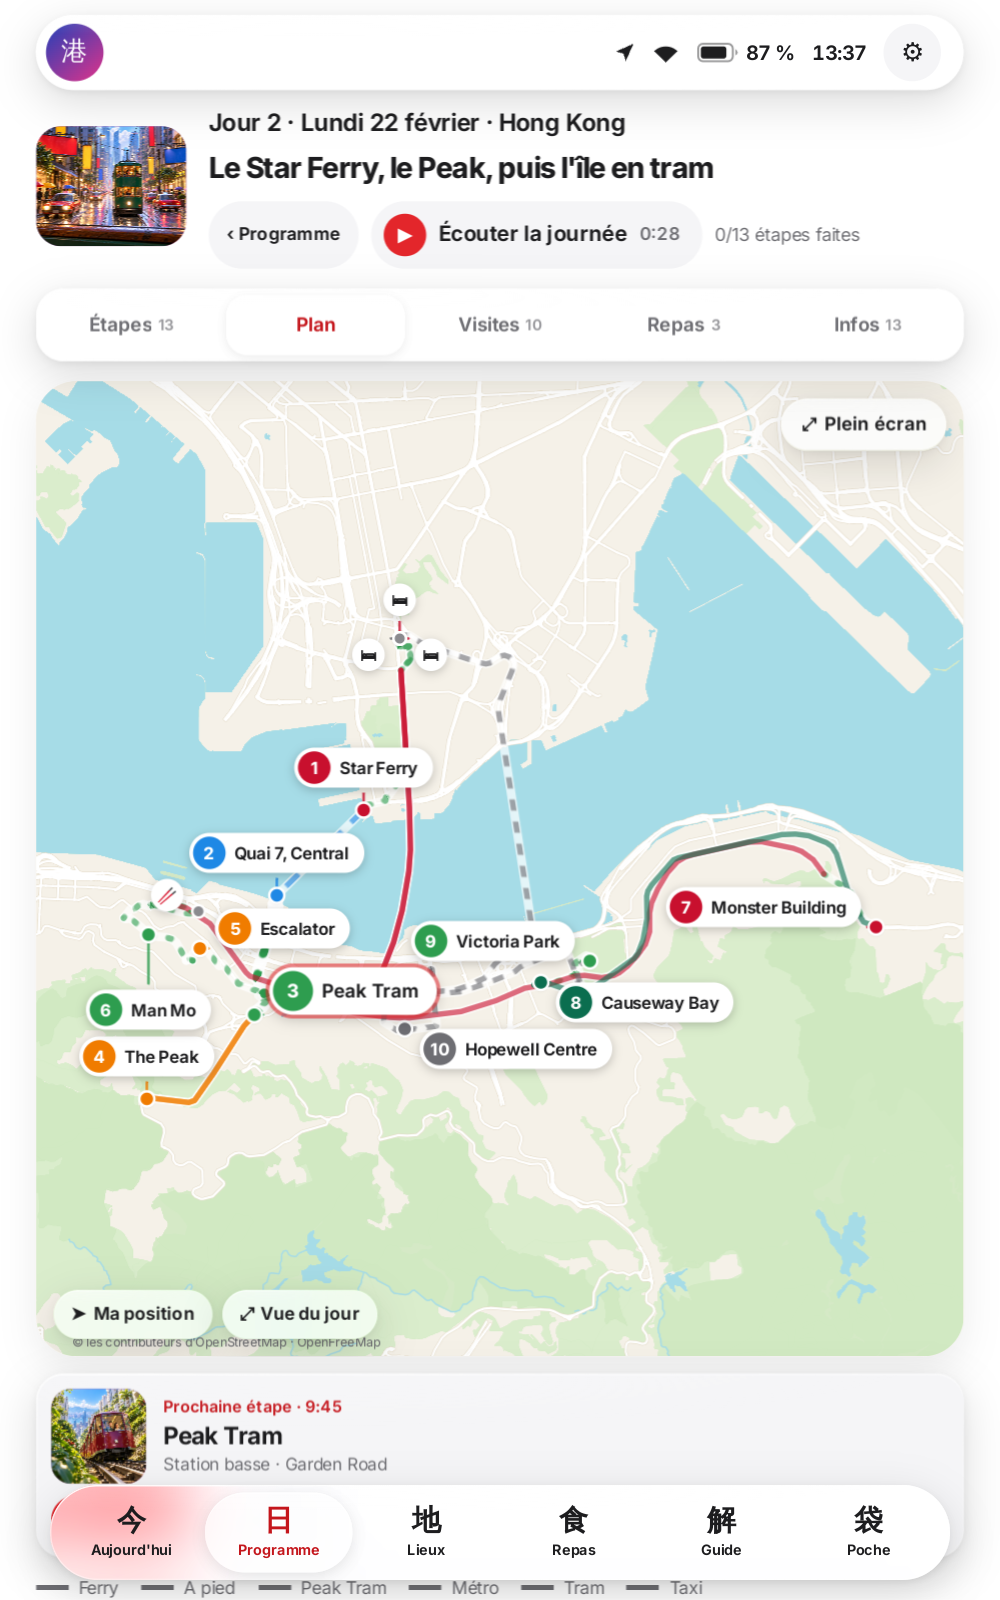 港
87 % 13:37
Jour 2 · Lundi 22 février · Hong Kong
Le Star Ferry, le Peak, puis l'île en tram
‹ Programme
Écouter la journée 0:28
0/13 étapes faites
Étapes 13
Plan
Visites 10
Repas 3
Infos 13
Plein écran
1 Star Ferry
2 Quai 7, Central
7 Monster Building
5 Escalator
9 Victoria Park
3 Peak Tram
8 Causeway Bay
6 Man Mo
10 Hopewell Centre
4 The Peak
Ma position
Vue du jour
© les contributeurs d'OpenStreetMap · OpenFreeMap
Prochaine étape · 9:45
Peak Tram
Station basse · Garden Road
今 Aujourd'hui
日 Programme
地 Lieux
食 Repas
解 Guide
袋 Poche
Ferry
À pied
Peak Tram
Métro
Tram
Taxi